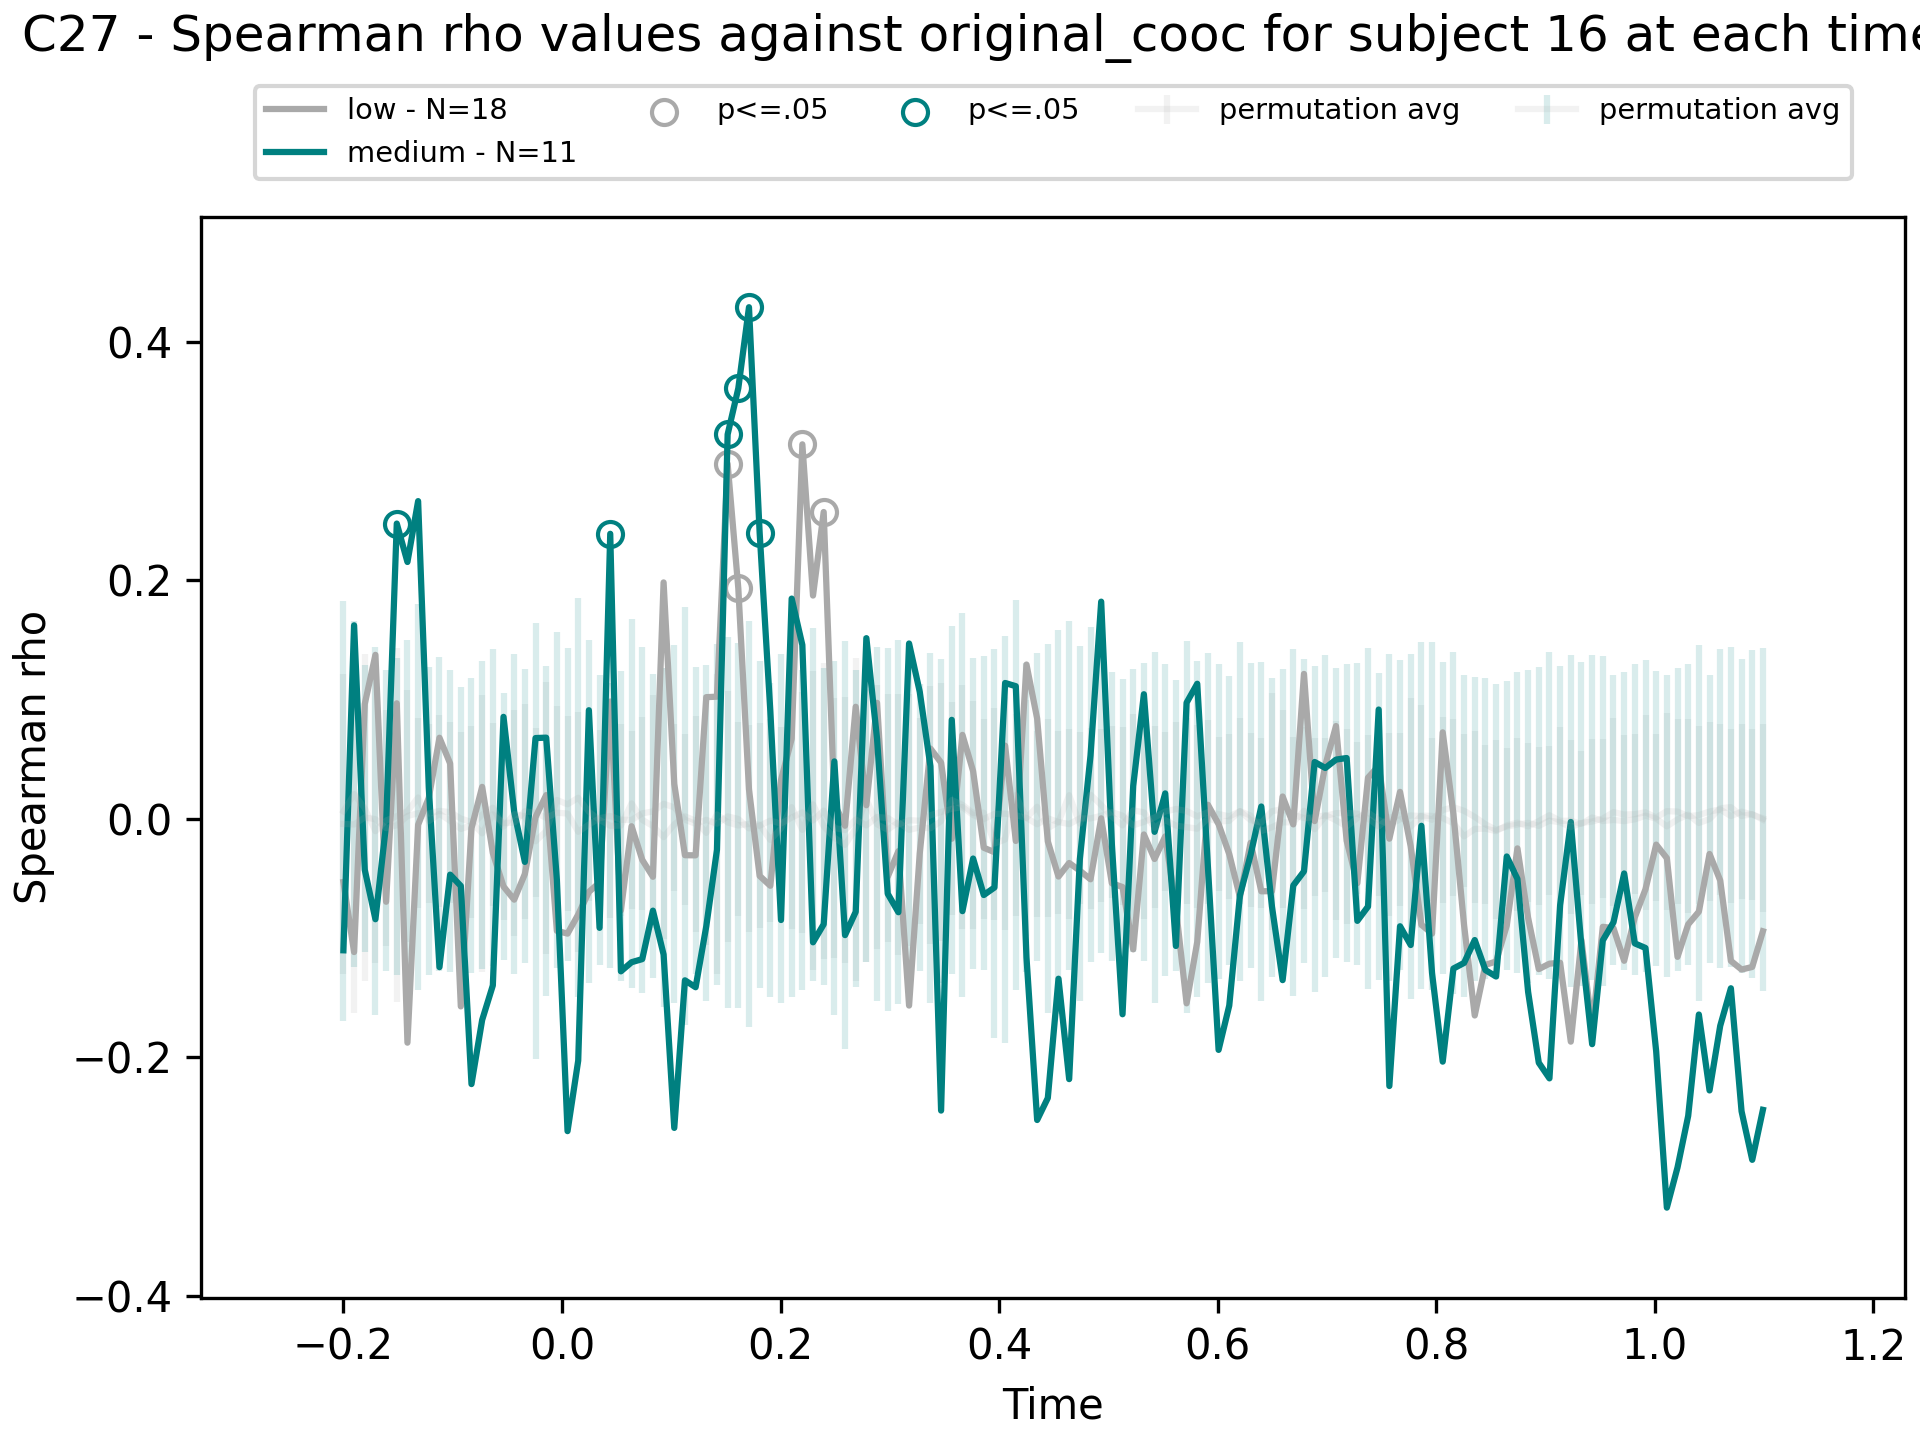 C27 - Spearman rho values against original_cooc for subject 16 at each time
low - N=18
medium - N=11
p<=.05
p<=.05
permutation avg
permutation avg
Spearman rho
0.4
0.2
0.0
−0.2
−0.4
−0.2
0.0
0.2
0.4
0.6
0.8
1.0
1.2
Time